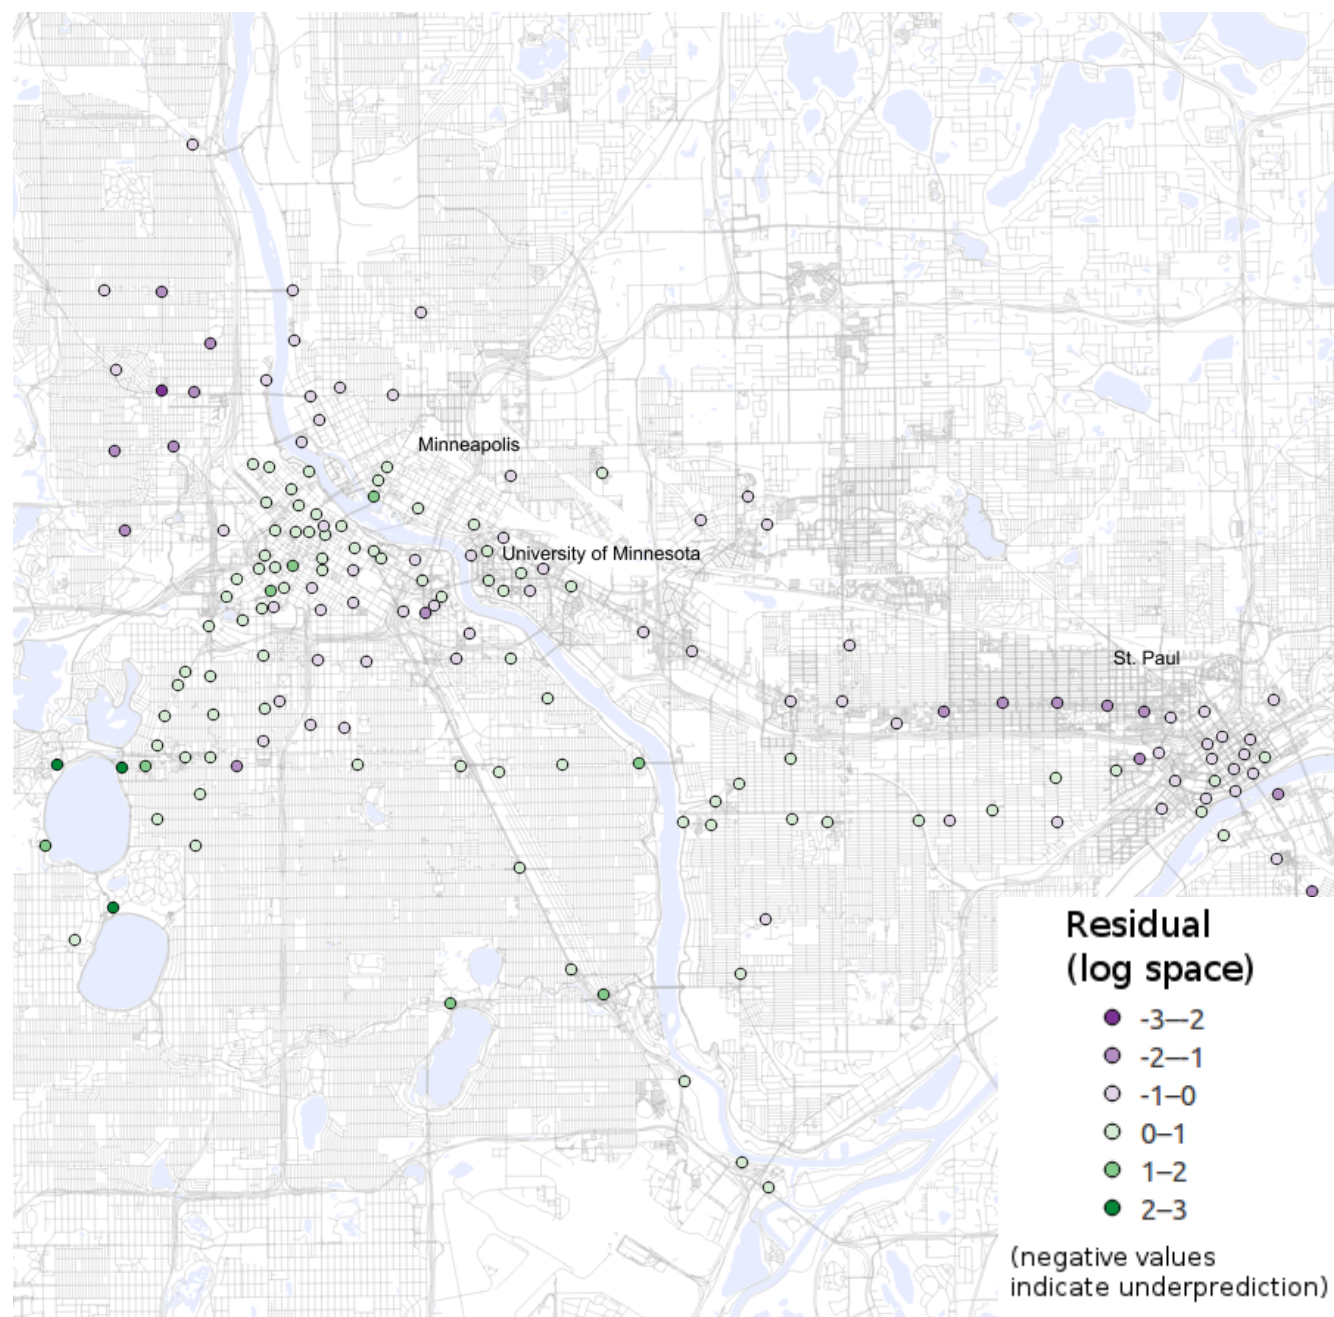 Minneapolis
University of Minnesota
St. Paul
Residual
(log space)
-3–-2
-2–-1
-1–0
0–1
1–2
2–3
(negative values
indicate underprediction)